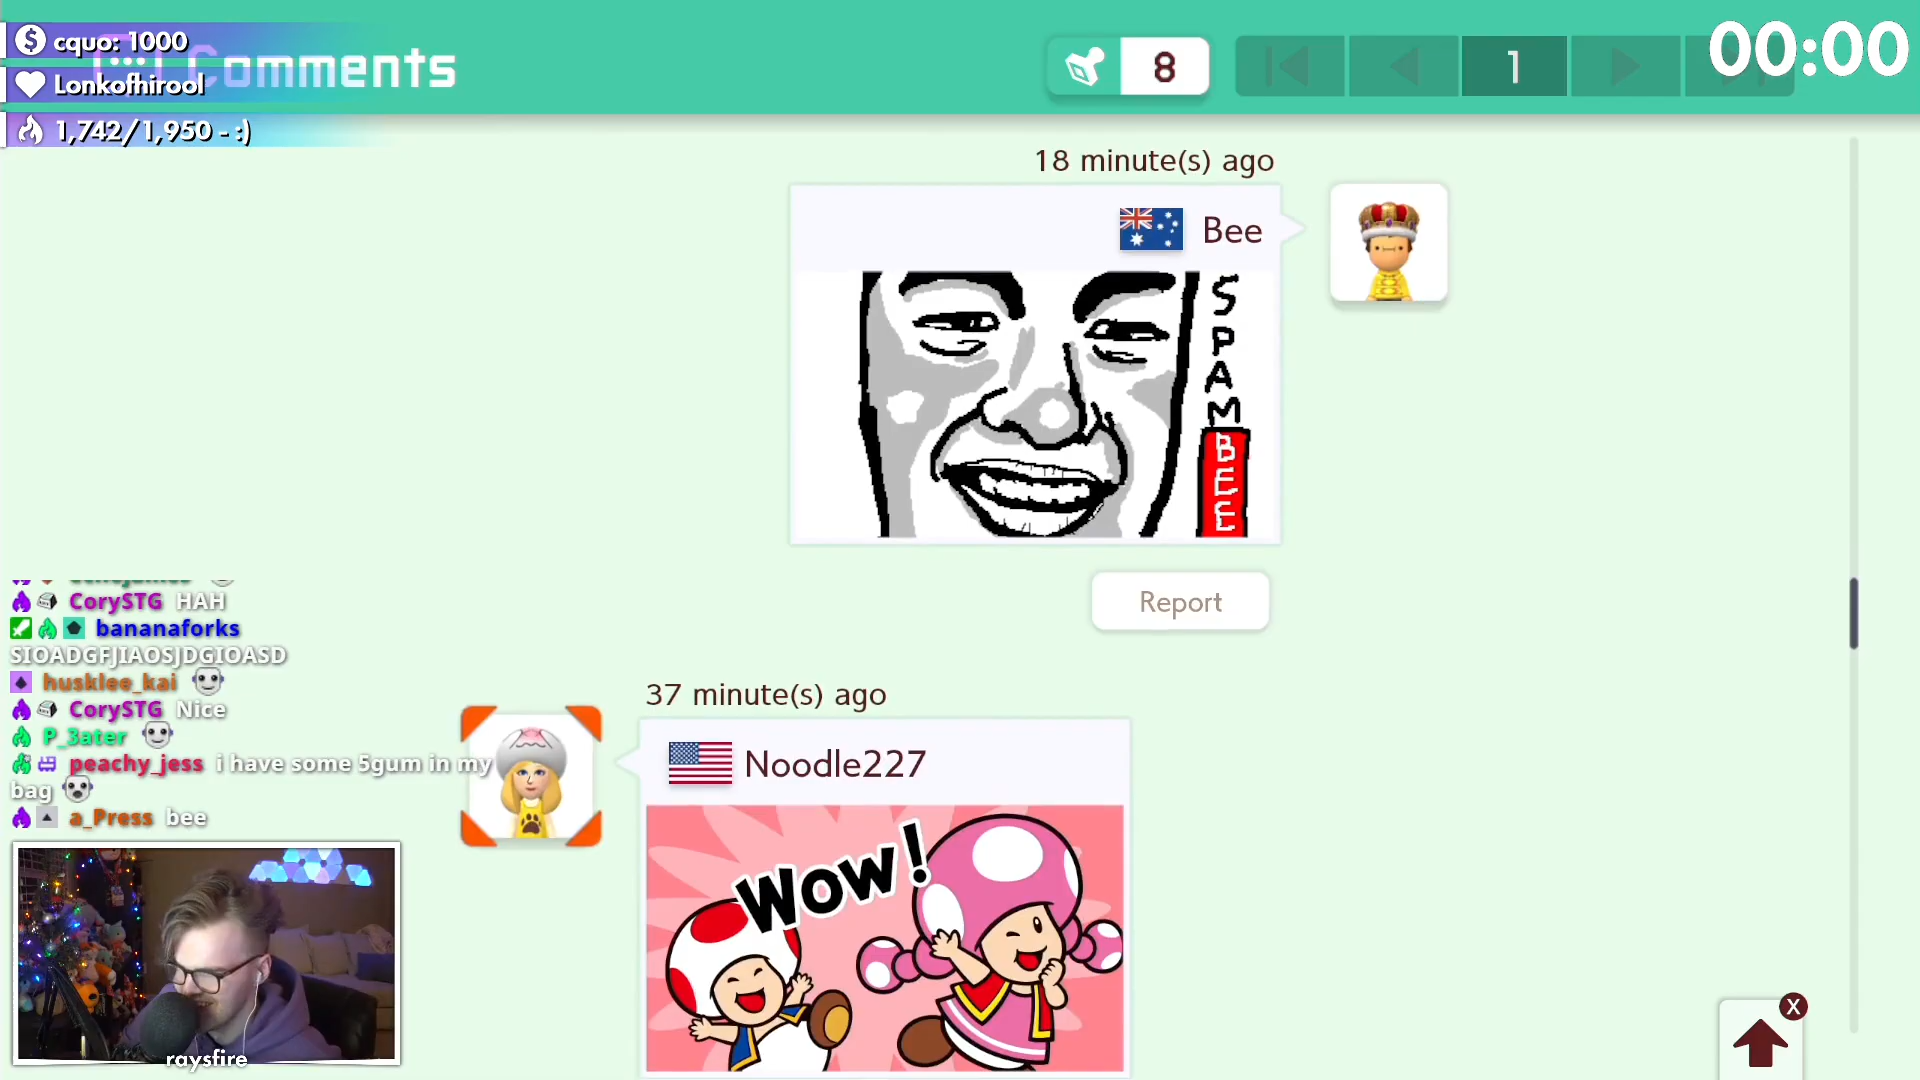 cquo: 1000
Comments
Lonkofhirool
1,742/1,950 - :)
8
1
00:00
18 minute(s) ago
Bee
SPAM
BEE
Report
37 minute(s) ago
Noodle227
Wow!
CorySTG HAH
bananaforks
SIOADGFJIAOSJDGIOASD
husklee_kai
CorySTG Nice
P_3ater
peachy_jess i have some 5gum in my
bag
a_Press bee
raysfire
X